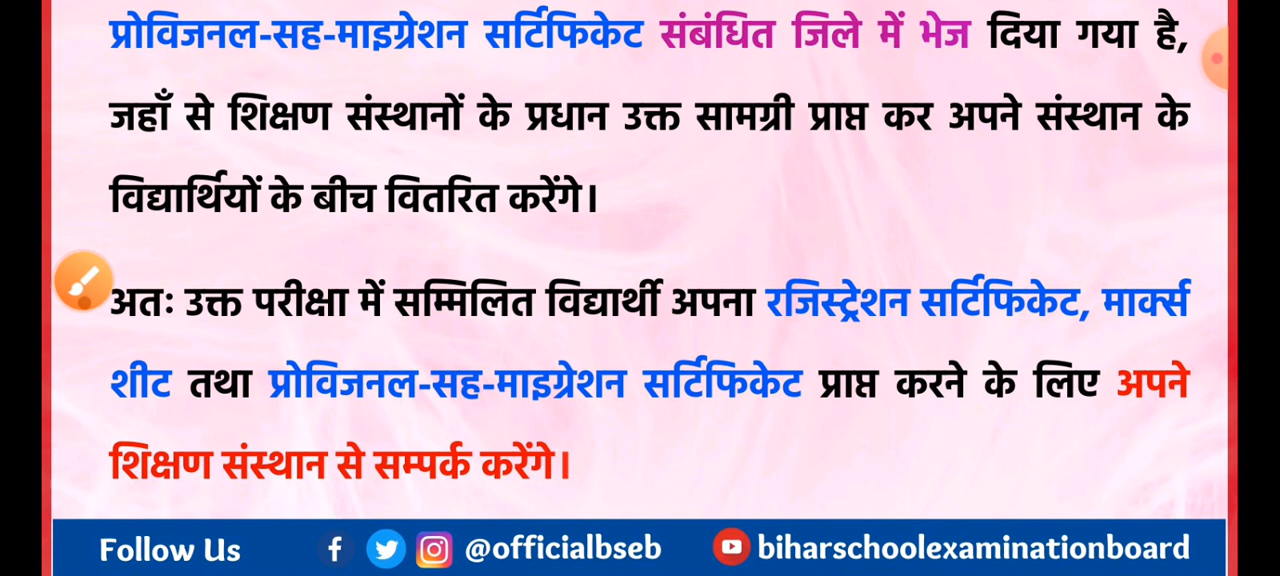 प्रोविजनल-सह-माइग्रेशन सर्टिफिकेट संबंधित जिले में भेज दिया गया है,
जहाँ से शिक्षण संस्थानों के प्रधान उक्त सामग्री प्राप्त कर अपने संस्थान के
विद्यार्थियों के बीच वितरित करेंगे।
अतः उक्त परीक्षा में सम्मिलित विद्यार्थी अपना रजिस्ट्रेशन सर्टिफिकेट, मार्क्स
शीट तथा प्रोविजनल-सह-माइग्रेशन सर्टिफिकेट प्राप्त करने के लिए अपने
शिक्षण संस्थान से सम्पर्क करेंगे।
Follow Us @officialbseb biharschoolexaminationboard